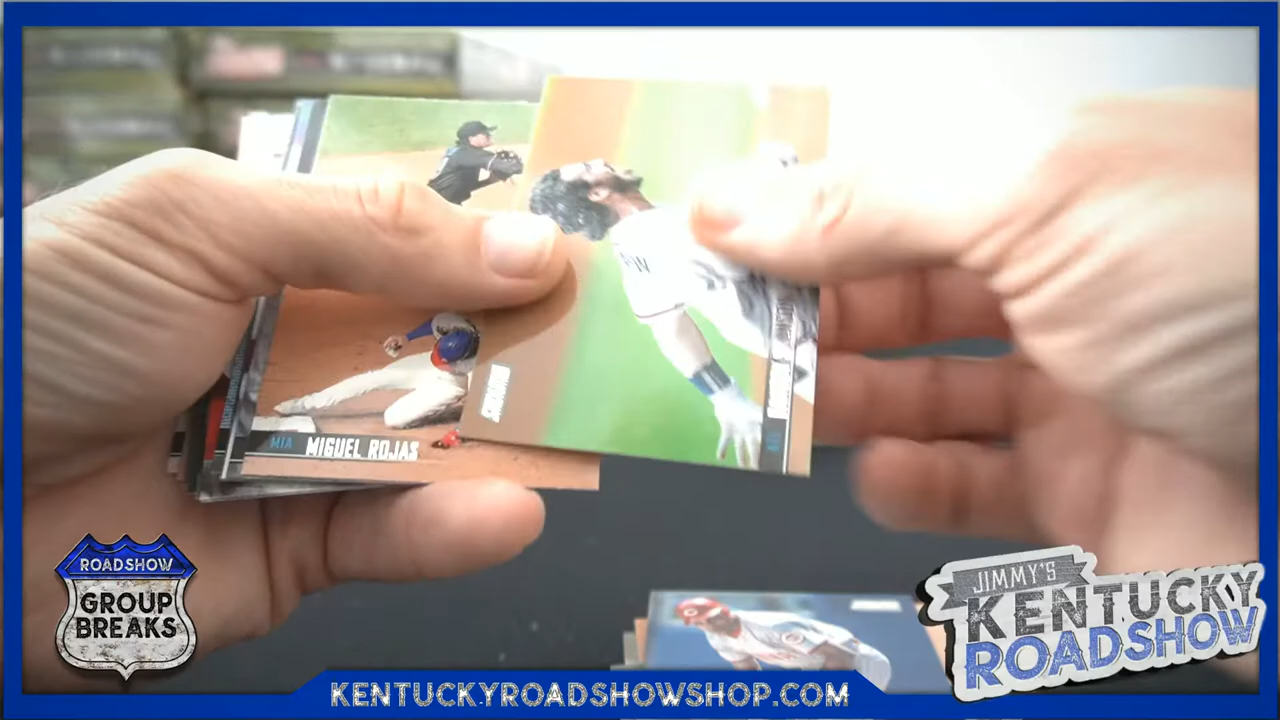 MIA MIGUEL ROJAS
ROADSHOW
GROUP
BREAKS
JIMMY'S
KENTUCKY
ROADSHOW
KENTUCKYROADSHOWSHOP.COM